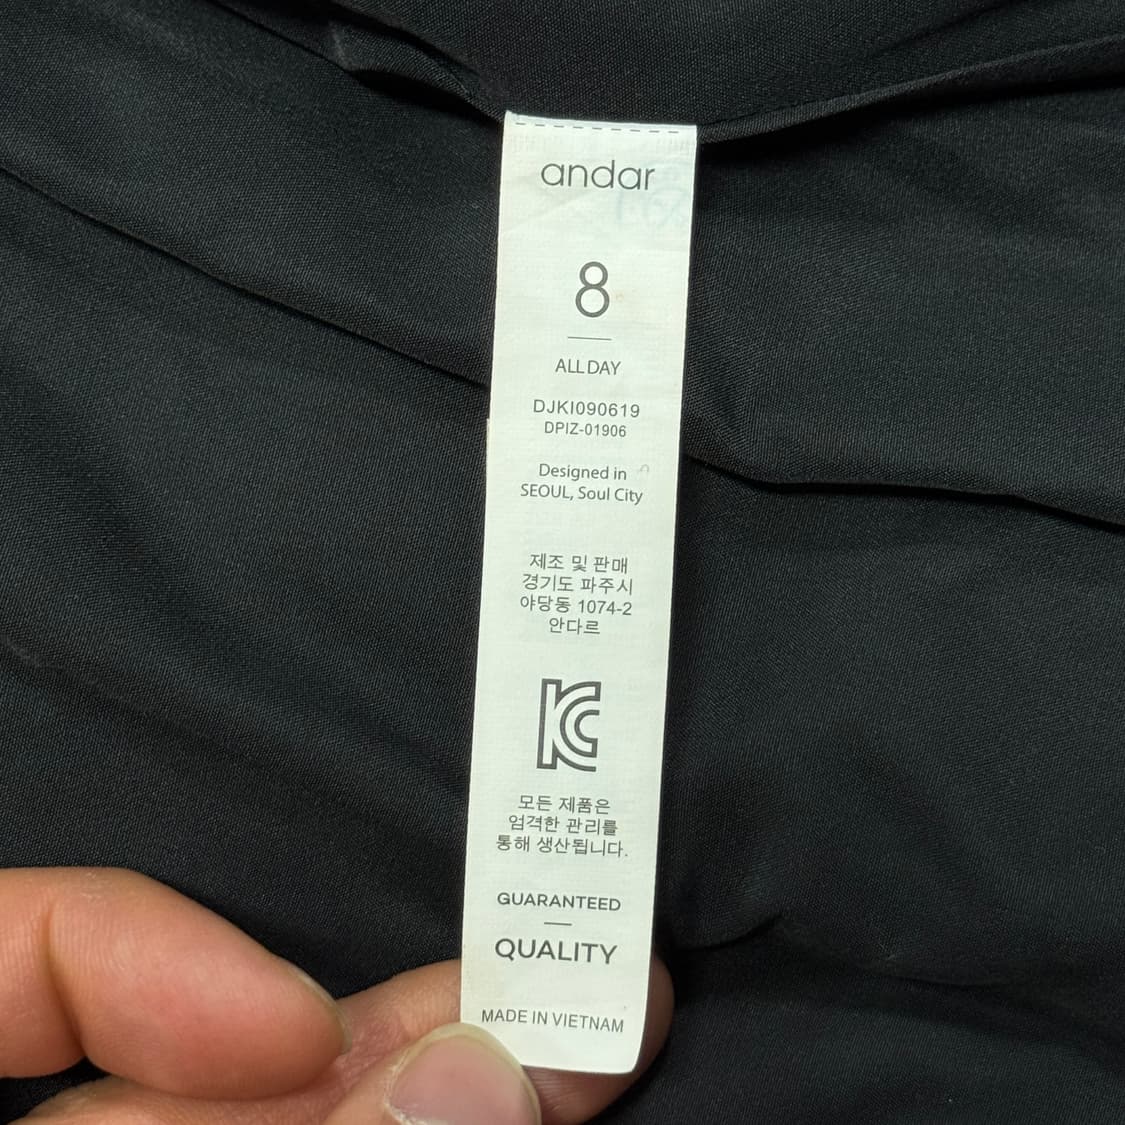 andar
8
ALL DAY
DJKI090619
DPIZ-01906
Designed in
SEOUL, Soul City
제조 및 판매
경기도 파주시
야당동 1074-2
안다르
KC
모든 제품은
엄격한 관리를
통해 생산됩니다.
GUARANTEED
QUALITY
MADE IN VIETNAM